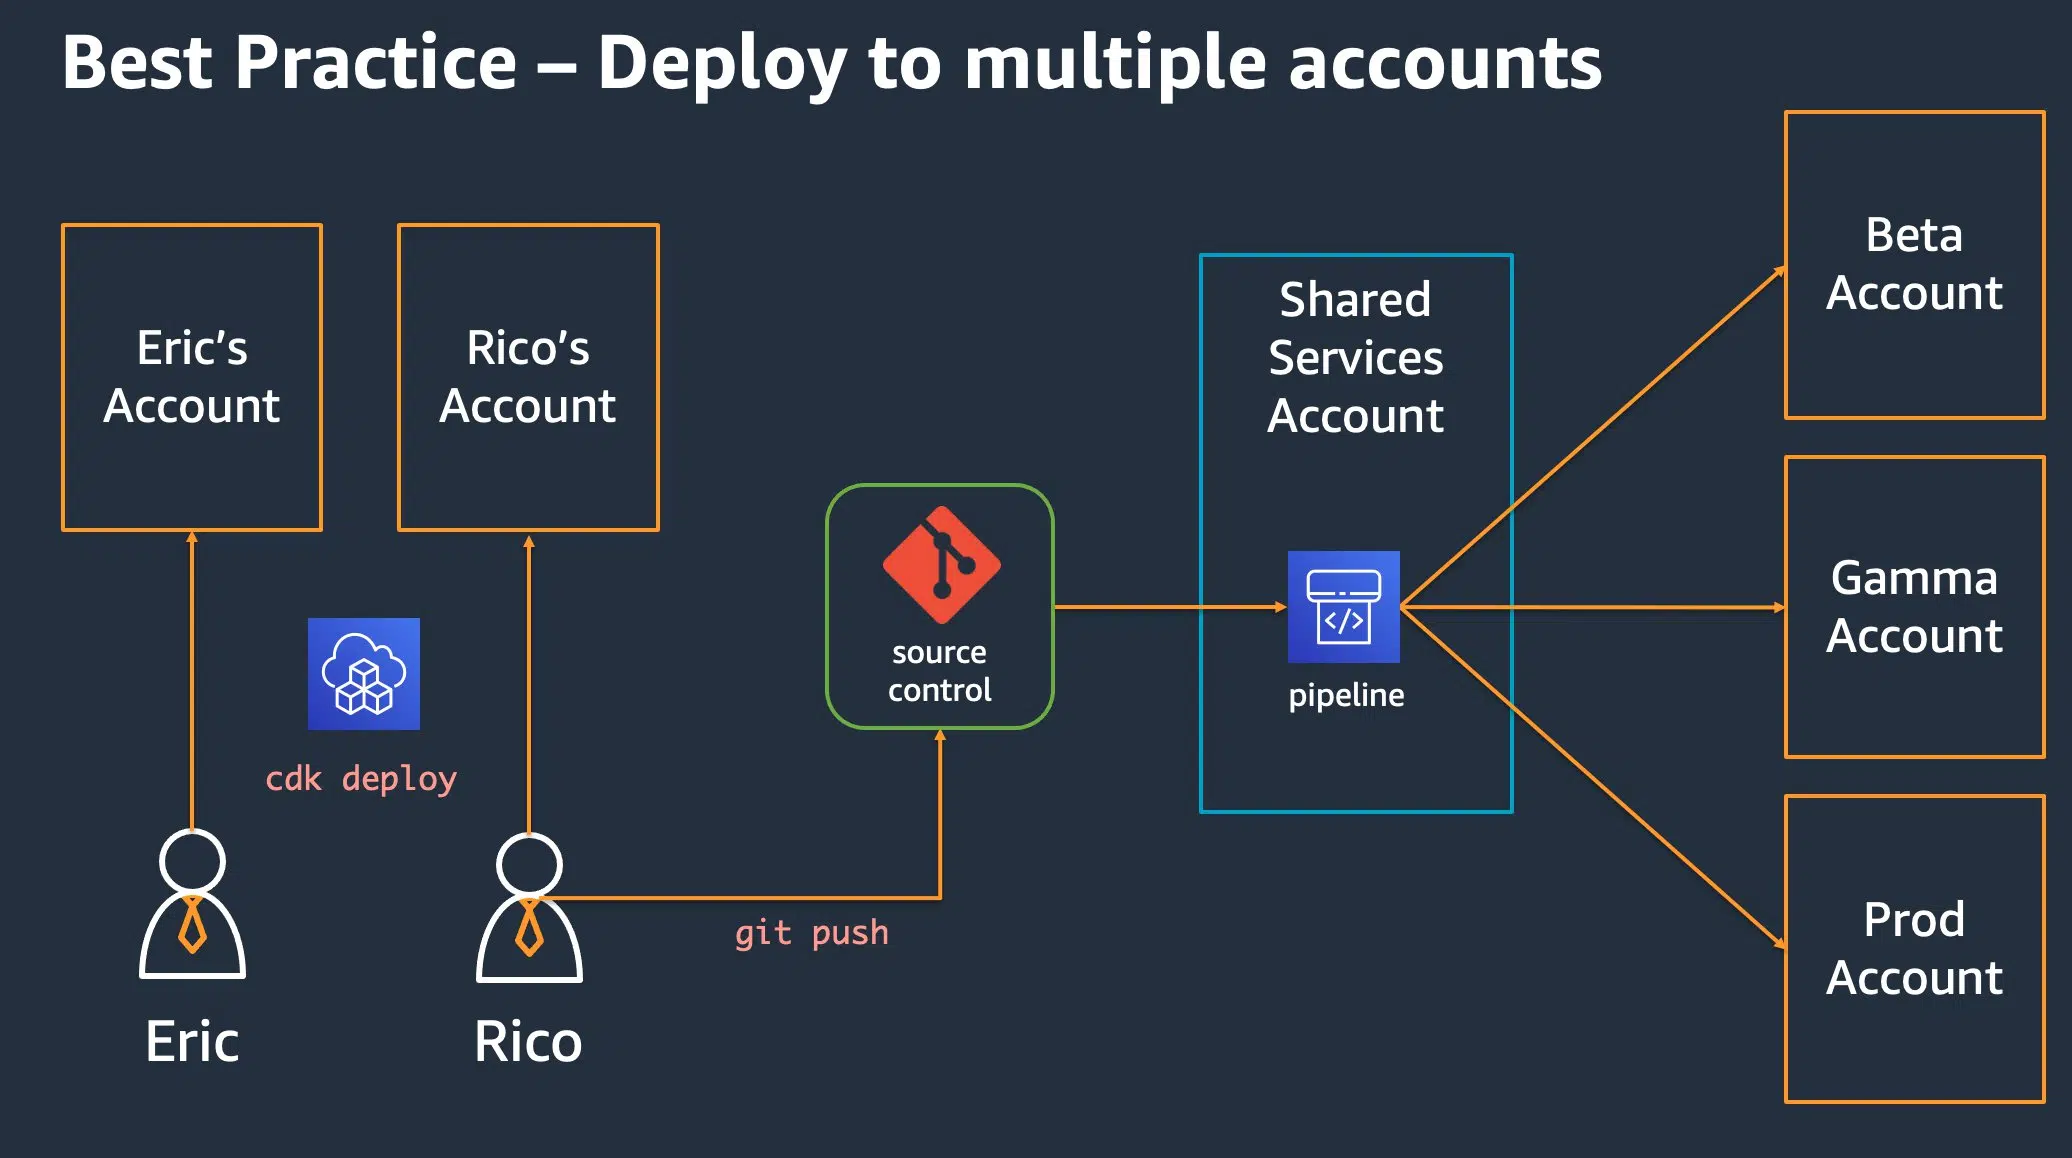 Best Practice – Deploy to multiple accounts
Eric’s
Account
Rico’s
Account
cdk deploy
Eric
Rico
git push
source
control
Shared
Services
Account
</>
pipeline
Beta
Account
Gamma
Account
Prod
Account